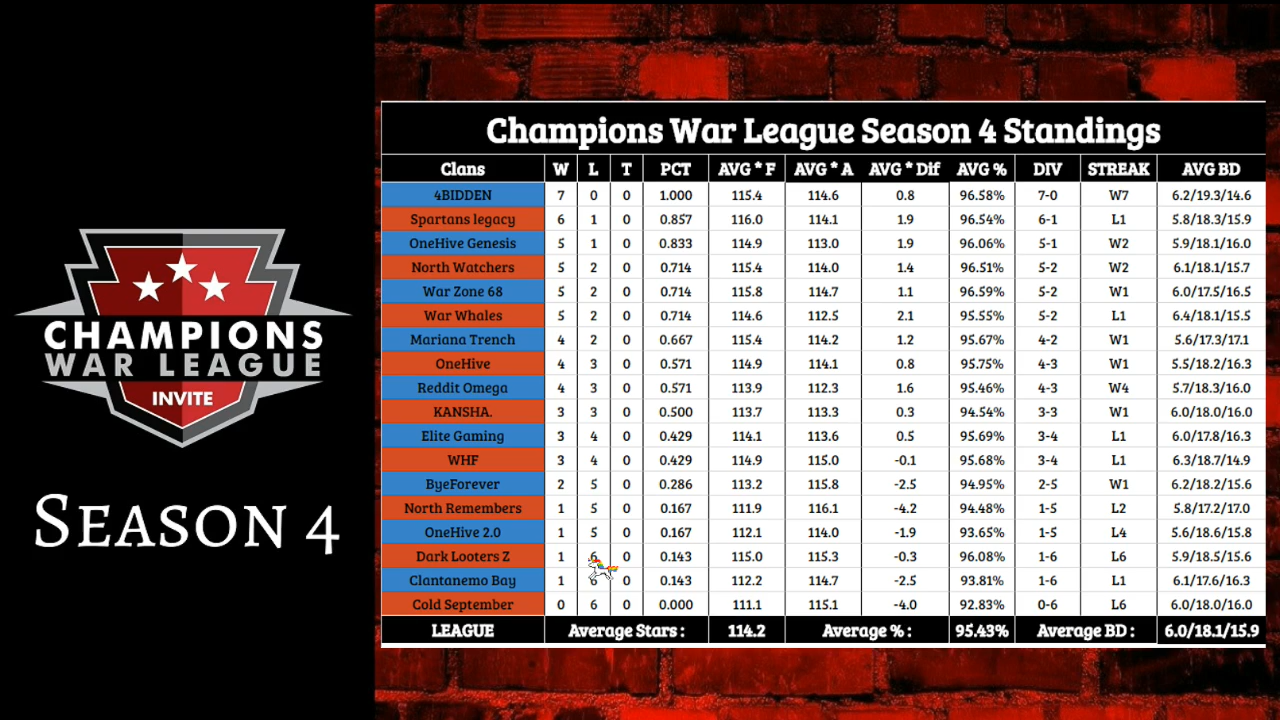 CHAMPIONS
WAR LEAGUE
INVITE
SEASON 4
Champions War League Season 4 Standings
Clans W L T PCT AVG * F AVG * A AVG * Dif AVG % DIV STREAK AVG BD
4BIDDEN 7 0 0 1.000 115.4 114.6 0.8 96.58% 7-0 W7 6.2/19.3/14.6
Spartans legacy 6 1 0 0.857 116.0 114.1 1.9 96.54% 6-1 L1 5.8/18.3/15.9
OneHive Genesis 5 1 0 0.833 114.9 113.0 1.9 96.06% 5-1 W2 5.9/18.1/16.0
North Watchers 5 2 0 0.714 115.4 114.0 1.4 96.51% 5-2 W2 6.1/18.1/15.7
War Zone 68 5 2 0 0.714 115.8 114.7 1.1 96.59% 5-2 W1 6.0/17.5/16.5
War Whales 5 2 0 0.714 114.6 112.5 2.1 95.55% 5-2 L1 6.4/18.1/15.5
Mariana Trench 4 2 0 0.667 115.4 114.2 1.2 95.67% 4-2 W1 5.6/17.3/17.1
OneHive 4 3 0 0.571 114.9 114.1 0.8 95.75% 4-3 W1 5.5/18.2/16.3
Reddit Omega 4 3 0 0.571 113.9 112.3 1.6 95.46% 4-3 W4 5.7/18.3/16.0
KANSHA. 3 3 0 0.500 113.7 113.3 0.3 94.54% 3-3 W1 6.0/18.0/16.0
Elite Gaming 3 4 0 0.429 114.1 113.6 0.5 95.69% 3-4 L1 6.0/17.8/16.3
WHF 3 4 0 0.429 114.9 115.0 -0.1 95.68% 3-4 L1 6.3/18.7/14.9
ByeForever 2 5 0 0.286 113.2 115.8 -2.5 94.95% 2-5 W1 6.2/18.2/15.6
North Remembers 1 5 0 0.167 111.9 116.1 -4.2 94.48% 1-5 L2 5.8/17.2/17.0
OneHive 2.0 1 5 0 0.167 112.1 114.0 -1.9 93.65% 1-5 L4 5.6/18.6/15.8
Dark Looters Z 1 6 0 0.143 115.0 115.3 -0.3 96.08% 1-6 L6 5.9/18.5/15.6
Clantanemo Bay 1 0 0.143 112.2 114.7 -2.5 93.81% 1-6 L1 6.1/17.6/16.3
Cold September 0 6 0 0.000 111.1 115.1 -4.0 92.83% 0-6 L6 6.0/18.0/16.0
LEAGUE Average Stars : 114.2 Average % : 95.43% Average BD : 6.0/18.1/15.9